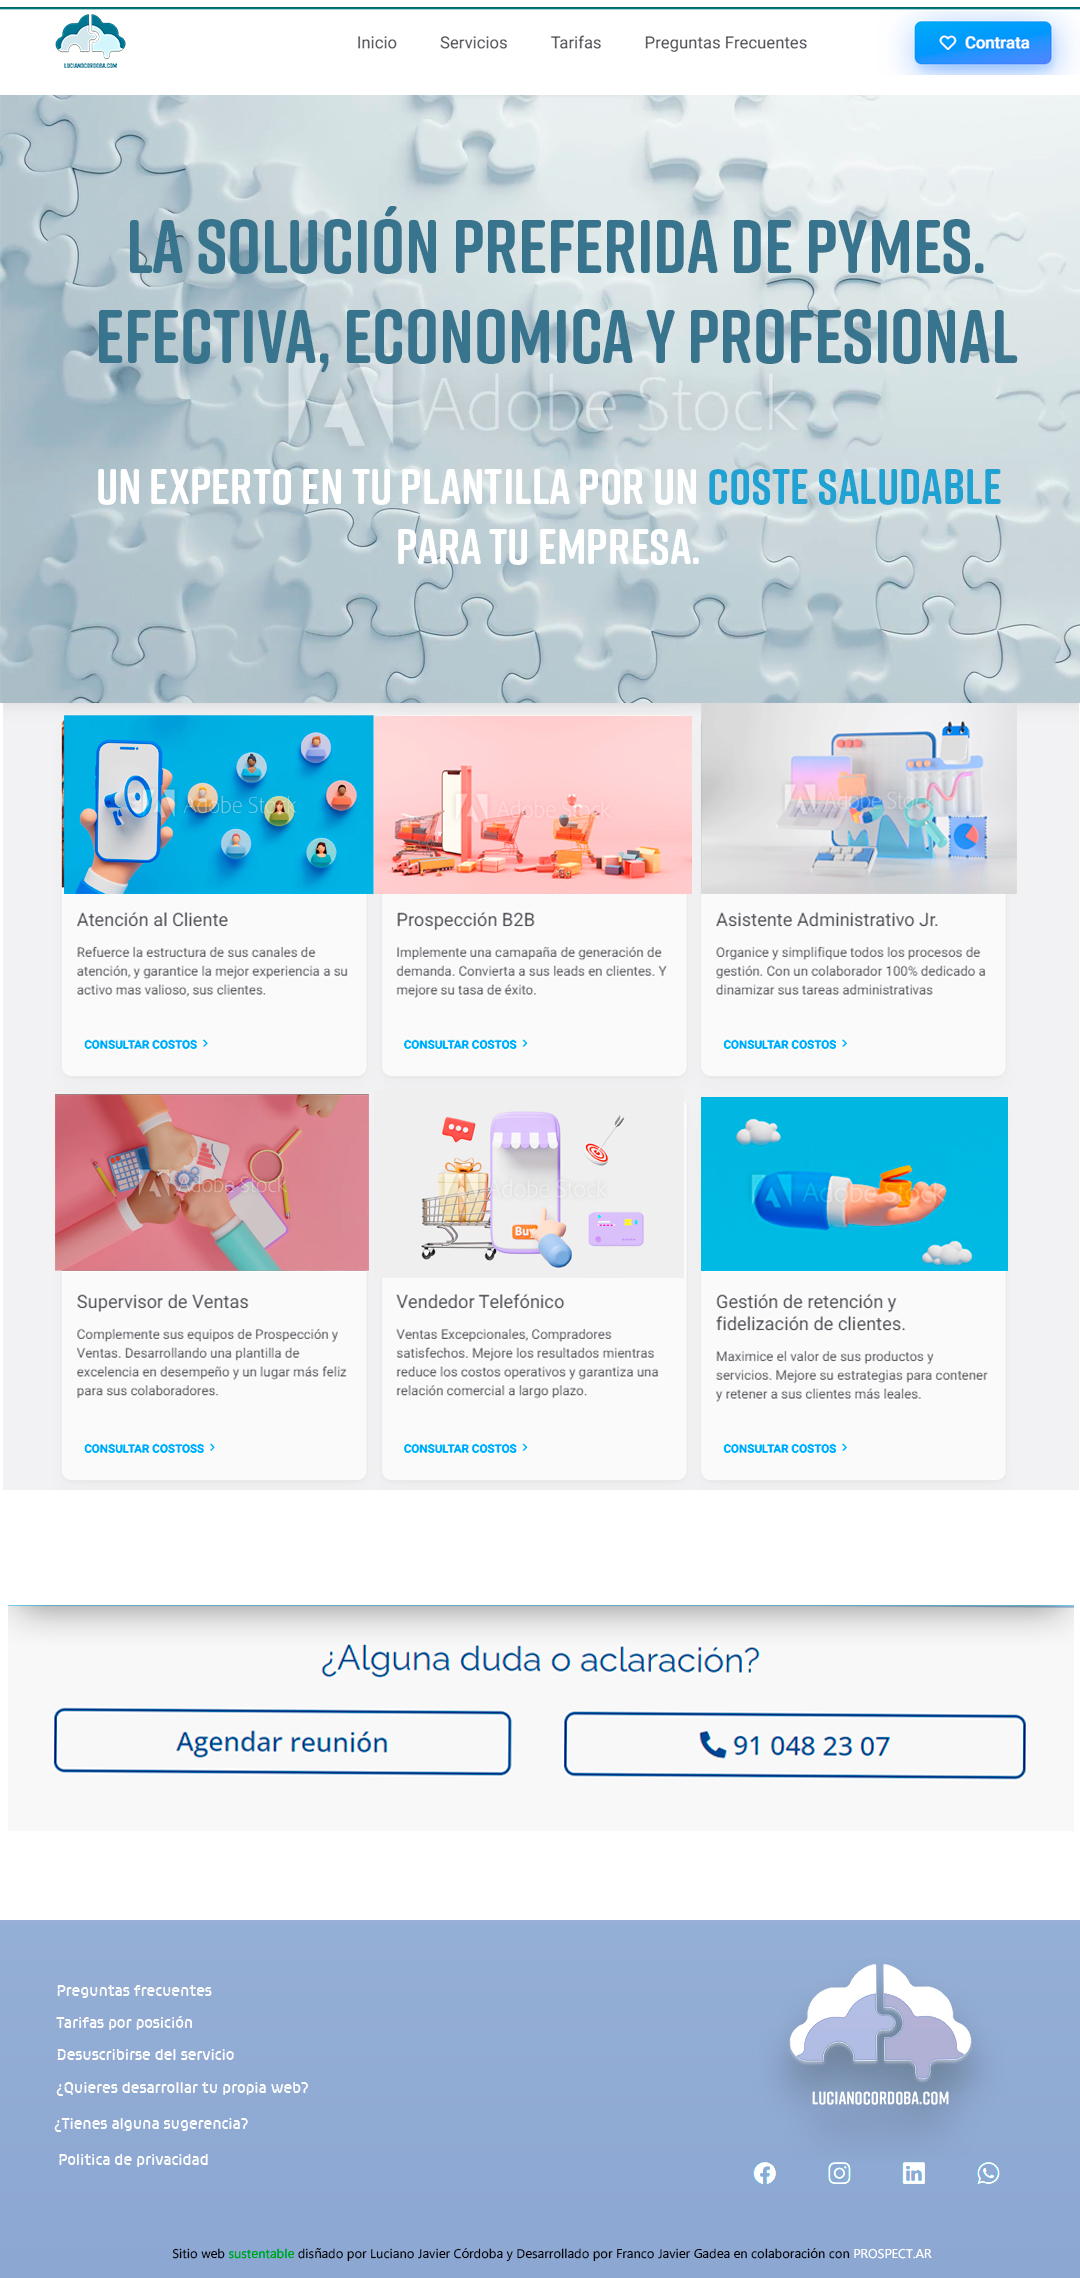 LUCIANOCORDOBA.COM
Inicio Servicios Tarifas Preguntas Frecuentes Contrata
LA SOLUCIÓN PREFERIDA DE PYMES.
EFECTIVA, ECONOMICA Y PROFESIONAL
Adobe Stock
UN EXPERTO EN TU PLANTILLA POR UN COSTE SALUDABLE
PARA TU EMPRESA.
Adobe Stock
Adobe Stock
Adobe Stock
Atención al Cliente
Refuerce la estructura de sus canales de
atención, y garantice la mejor experiencia a su
activo mas valioso, sus clientes.
CONSULTAR COSTOS >
Prospección B2B
Implemente una camapaña de generación de
demanda. Convierta a sus leads en clientes. Y
mejore su tasa de éxito.
CONSULTAR COSTOS >
Asistente Administrativo Jr.
Organice y simplifique todos los procesos de
gestión. Con un colaborador 100% dedicado a
dinamizar sus tareas administrativas
CONSULTAR COSTOS >
Adobe Stock
Adobe Stock
Buy
Adobe Stock
Supervisor de Ventas
Complemente sus equipos de Prospección y
Ventas. Desarrollando una plantilla de
excelencia en desempeño y un lugar más feliz
para sus colaboradores.
CONSULTAR COSTOSS >
Vendedor Telefónico
Ventas Excepcionales, Compradores
satisfechos. Mejore los resultados mientras
reduce los costos operativos y garantiza una
relación comercial a largo plazo.
CONSULTAR COSTOS >
Gestión de retención y
fidelización de clientes.
Maximice el valor de sus productos y
servicios. Mejore su estrategias para contener
y retener a sus clientes más leales.
CONSULTAR COSTOS >
¿Alguna duda o aclaración?
Agendar reunión
91 048 23 07
Preguntas frecuentes
Tarifas por posición
Desuscribirse del servicio
¿Quieres desarrollar tu propia web?
¿Tienes alguna sugerencia?
Politica de privacidad
LUCIANOCORDOBA.COM
Sitio web sustentable disñado por Luciano Javier Córdoba y Desarrollado por Franco Javier Gadea en colaboración con PROSPECT.AR